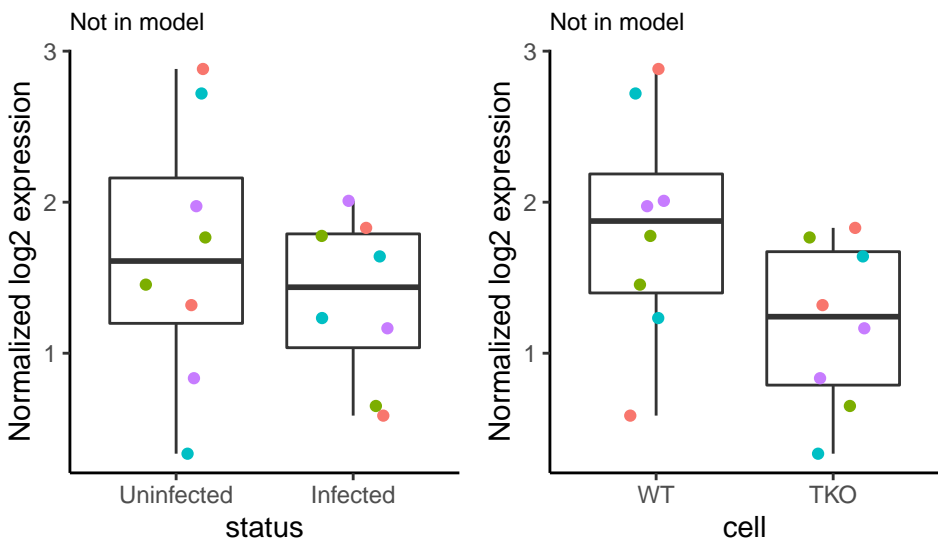 Not in model
Normalized log2 expression
3
2
1
Uninfected
Infected
status
Not in model
Normalized log2 expression
3
2
1
WT
TKO
cell